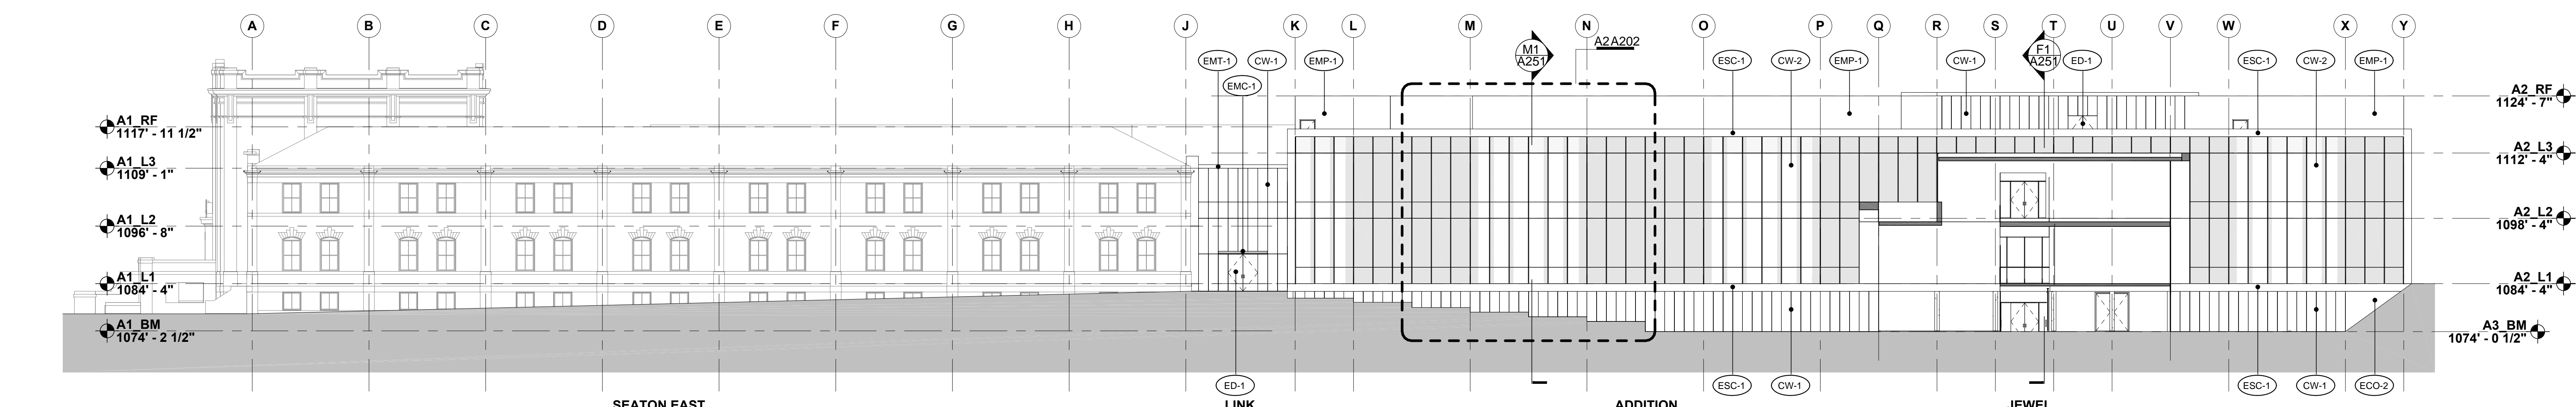 A B C D E F G H J K L M N O P Q R S T U V W X Y
A2 A202
M1
A251
F1
A251
EMT-1 CW-1 EMP-1 ESC-1 CW-2 EMP-1 CW-1 ED-1 ESC-1 CW-2 EMP-1
EMC-1
A1_RF
1117' - 11 1/2"
A1_L3
1109' - 1"
A1_L2
1096' - 8"
A1_L1
1084' - 4"
A1_BM
1074' - 2 1/2"
A2_RF
1124' - 7"
A2_L3
1112' - 4"
A2_L2
1098' - 4"
A2_L1
1084' - 4"
A3_BM
1074' - 0 1/2"
ED-1 ESC-1 CW-1 ESC-1 CW-1 ECO-2
SEATON EAST LINK ADDITION JEWEL